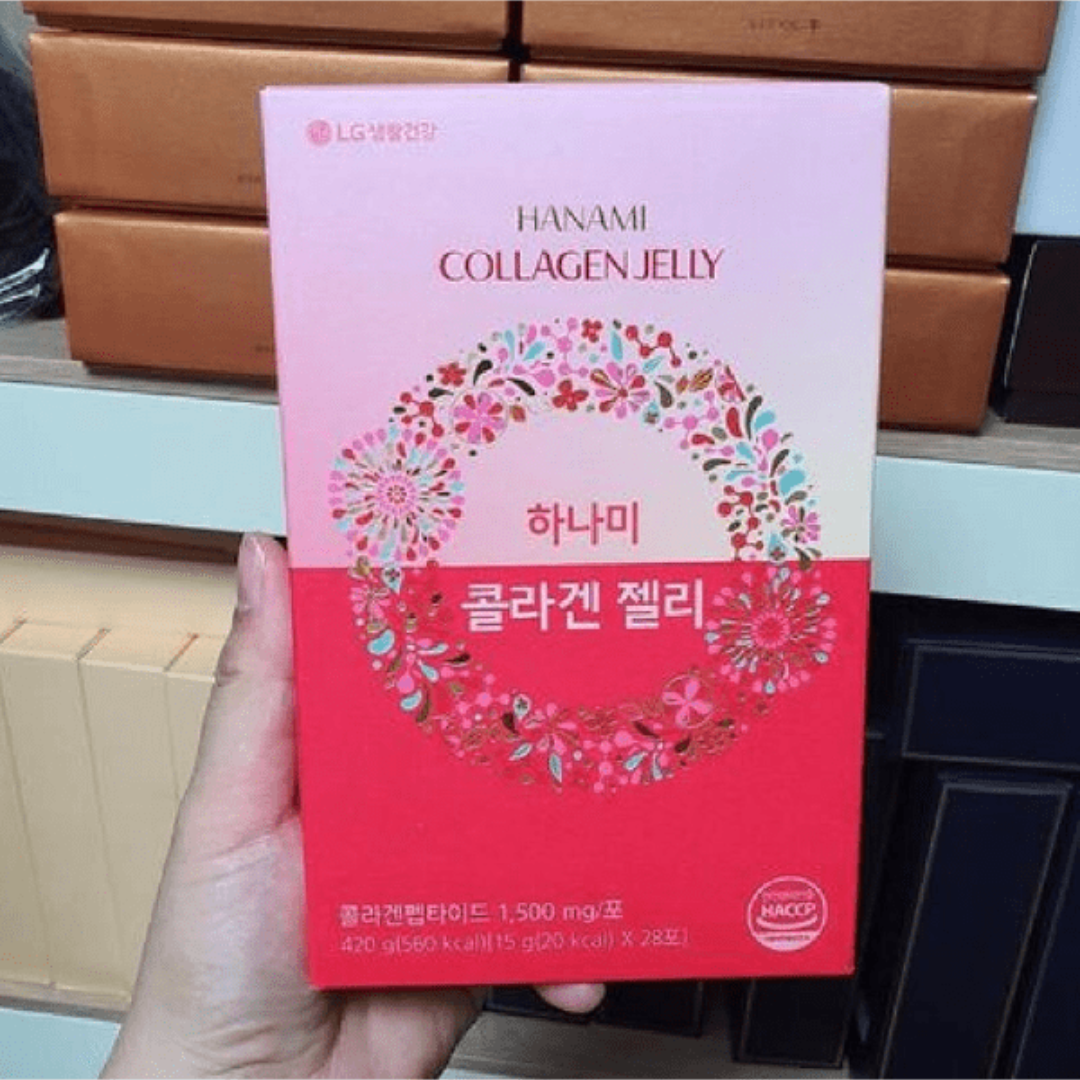 LG생활건강
HANAMI
COLLAGEN JELLY
하나미
콜라겐 젤리
콜라겐펩타이드 1,500 mg/포
420 g(560 kcal)[15 g(20 kcal) X 28포]
HACCP